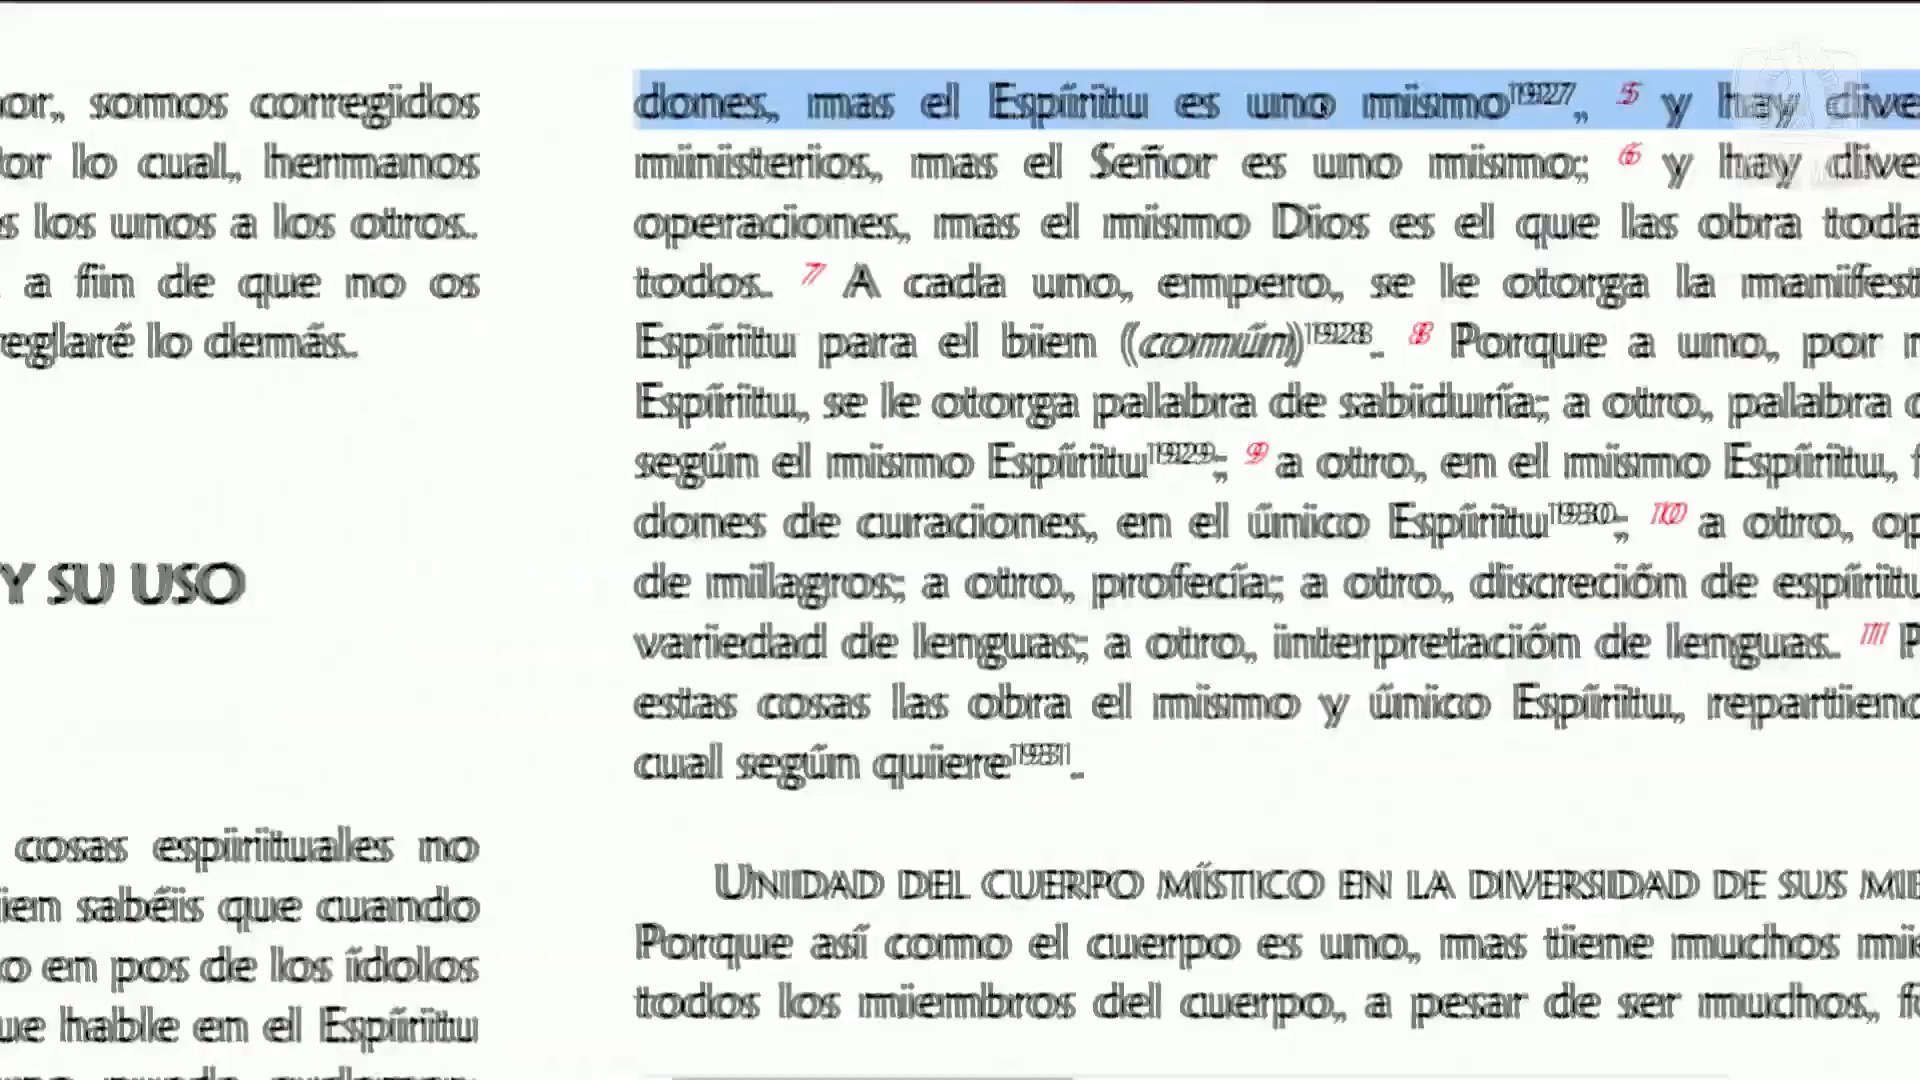 or, somos corregidos
or lo cual, hermanos
s los unos a los otros.
a fin de que no os
reglaré lo demás.
Y SU USO
cosas espirituales no
ien sabéis que cuando
o en pos de los ídolos
ue hable en el Espíritu
dones, mas el Espíritu es uno mismo1927, 5 y hay dive
ministerios, mas el Señor es uno mismo; 6 y hay dive
operaciones, mas el mismo Dios es el que las obra toda
todos. 7 A cada uno, empero, se le otorga la manifest
Espíritu para el bien (común)1928. 8 Porque a uno, por
Espíritu, se le otorga palabra de sabiduría; a otro, palabra
según el mismo Espíritu1929; 9 a otro, en el mismo Espíritu,
dones de curaciones, en el único Espíritu1930; 10 a otro, op
de milagros; a otro, profecía; a otro, discreción de espíritu
variedad de lenguas; a otro, interpretación de lenguas. 11 P
estas cosas las obra el mismo y único Espíritu, repartiend
cual según quiere1931.
UNIDAD DEL CUERPO MÍSTICO EN LA DIVERSIDAD DE SUS MIE
Porque así como el cuerpo es uno, mas tiene muchos mie
todos los miembros del cuerpo, a pesar de ser muchos, fo